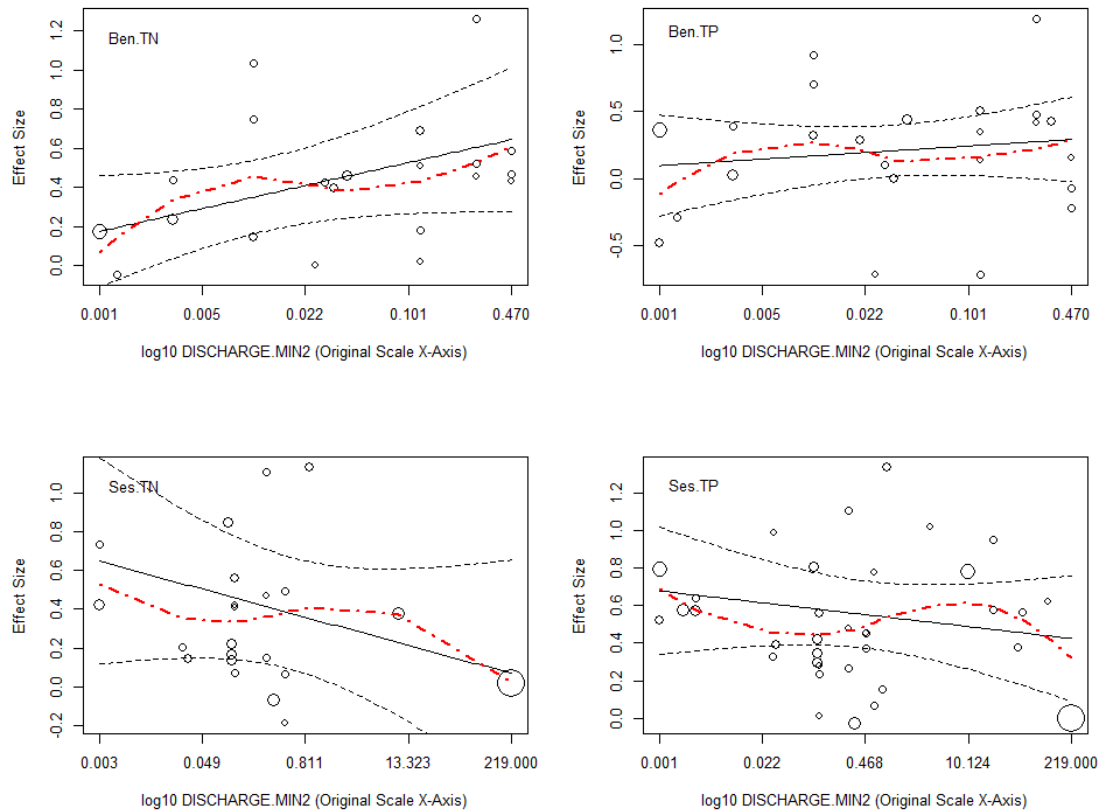 Ben.TN
Effect Size
0.0 0.2 0.4 0.6 0.8 1.0 1.2
0.001 0.005 0.022 0.101 0.470
log10 DISCHARGE.MIN2 (Original Scale X-Axis)
Ben.TP
Effect Size
-0.5 0.0 0.5 1.0
0.001 0.005 0.022 0.101 0.470
log10 DISCHARGE.MIN2 (Original Scale X-Axis)
Ses.TN
Effect Size
-0.2 0.0 0.2 0.4 0.6 0.8 1.0
0.003 0.049 0.811 13.323 219.000
log10 DISCHARGE.MIN2 (Original Scale X-Axis)
Ses.TP
Effect Size
0.0 0.2 0.4 0.6 0.8 1.0 1.2
0.001 0.022 0.468 10.124 219.000
log10 DISCHARGE.MIN2 (Original Scale X-Axis)